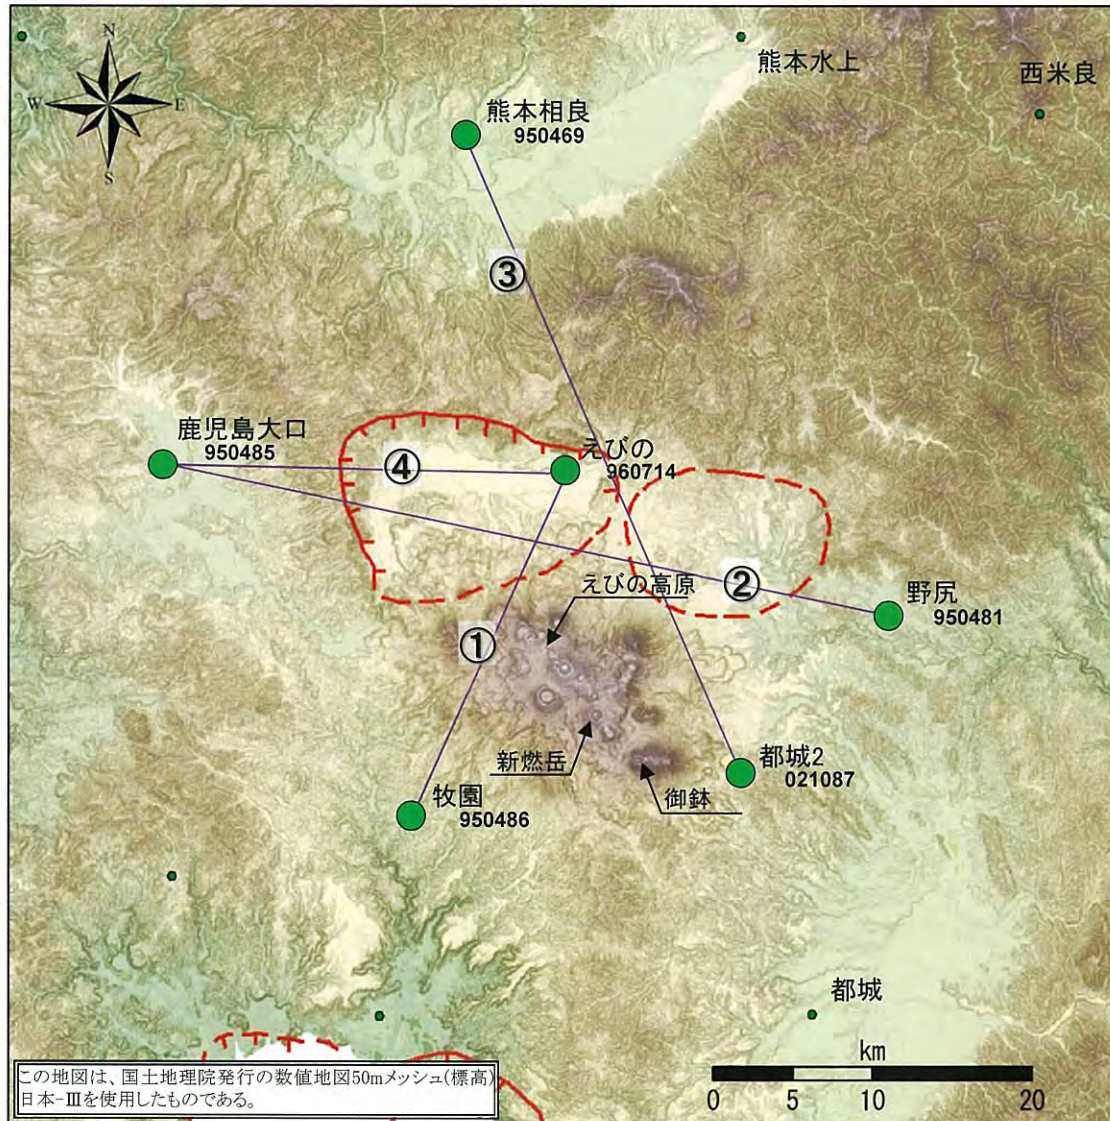 N
W
E
S
熊本水上
西米良
熊本相良
950469
③
鹿児島大口
950485
④
えびの
960714
えびの高原
②
野尻
950481
①
新燃岳
御鉢
都城2
021087
牧園
950486
都城
km
0 5 10 20
この地図は、国土地理院発行の数値地図50mメッシュ(標高)
日本-Ⅲを使用したものである。